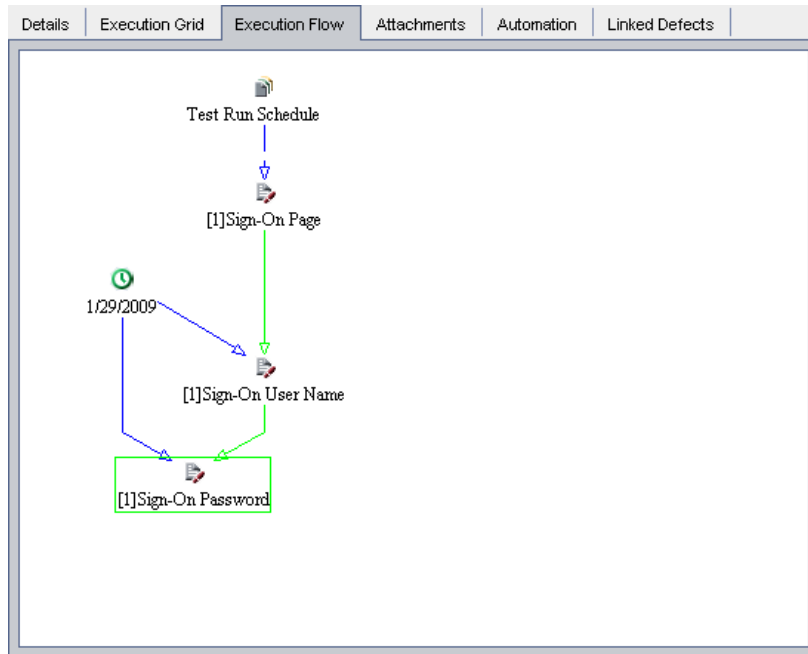 Details
Execution Grid
Execution Flow
Attachments
Automation
Linked Defects
Test Run Schedule
[1]Sign-On Page
1/29/2009
[1]Sign-On User Name
[1]Sign-On Password